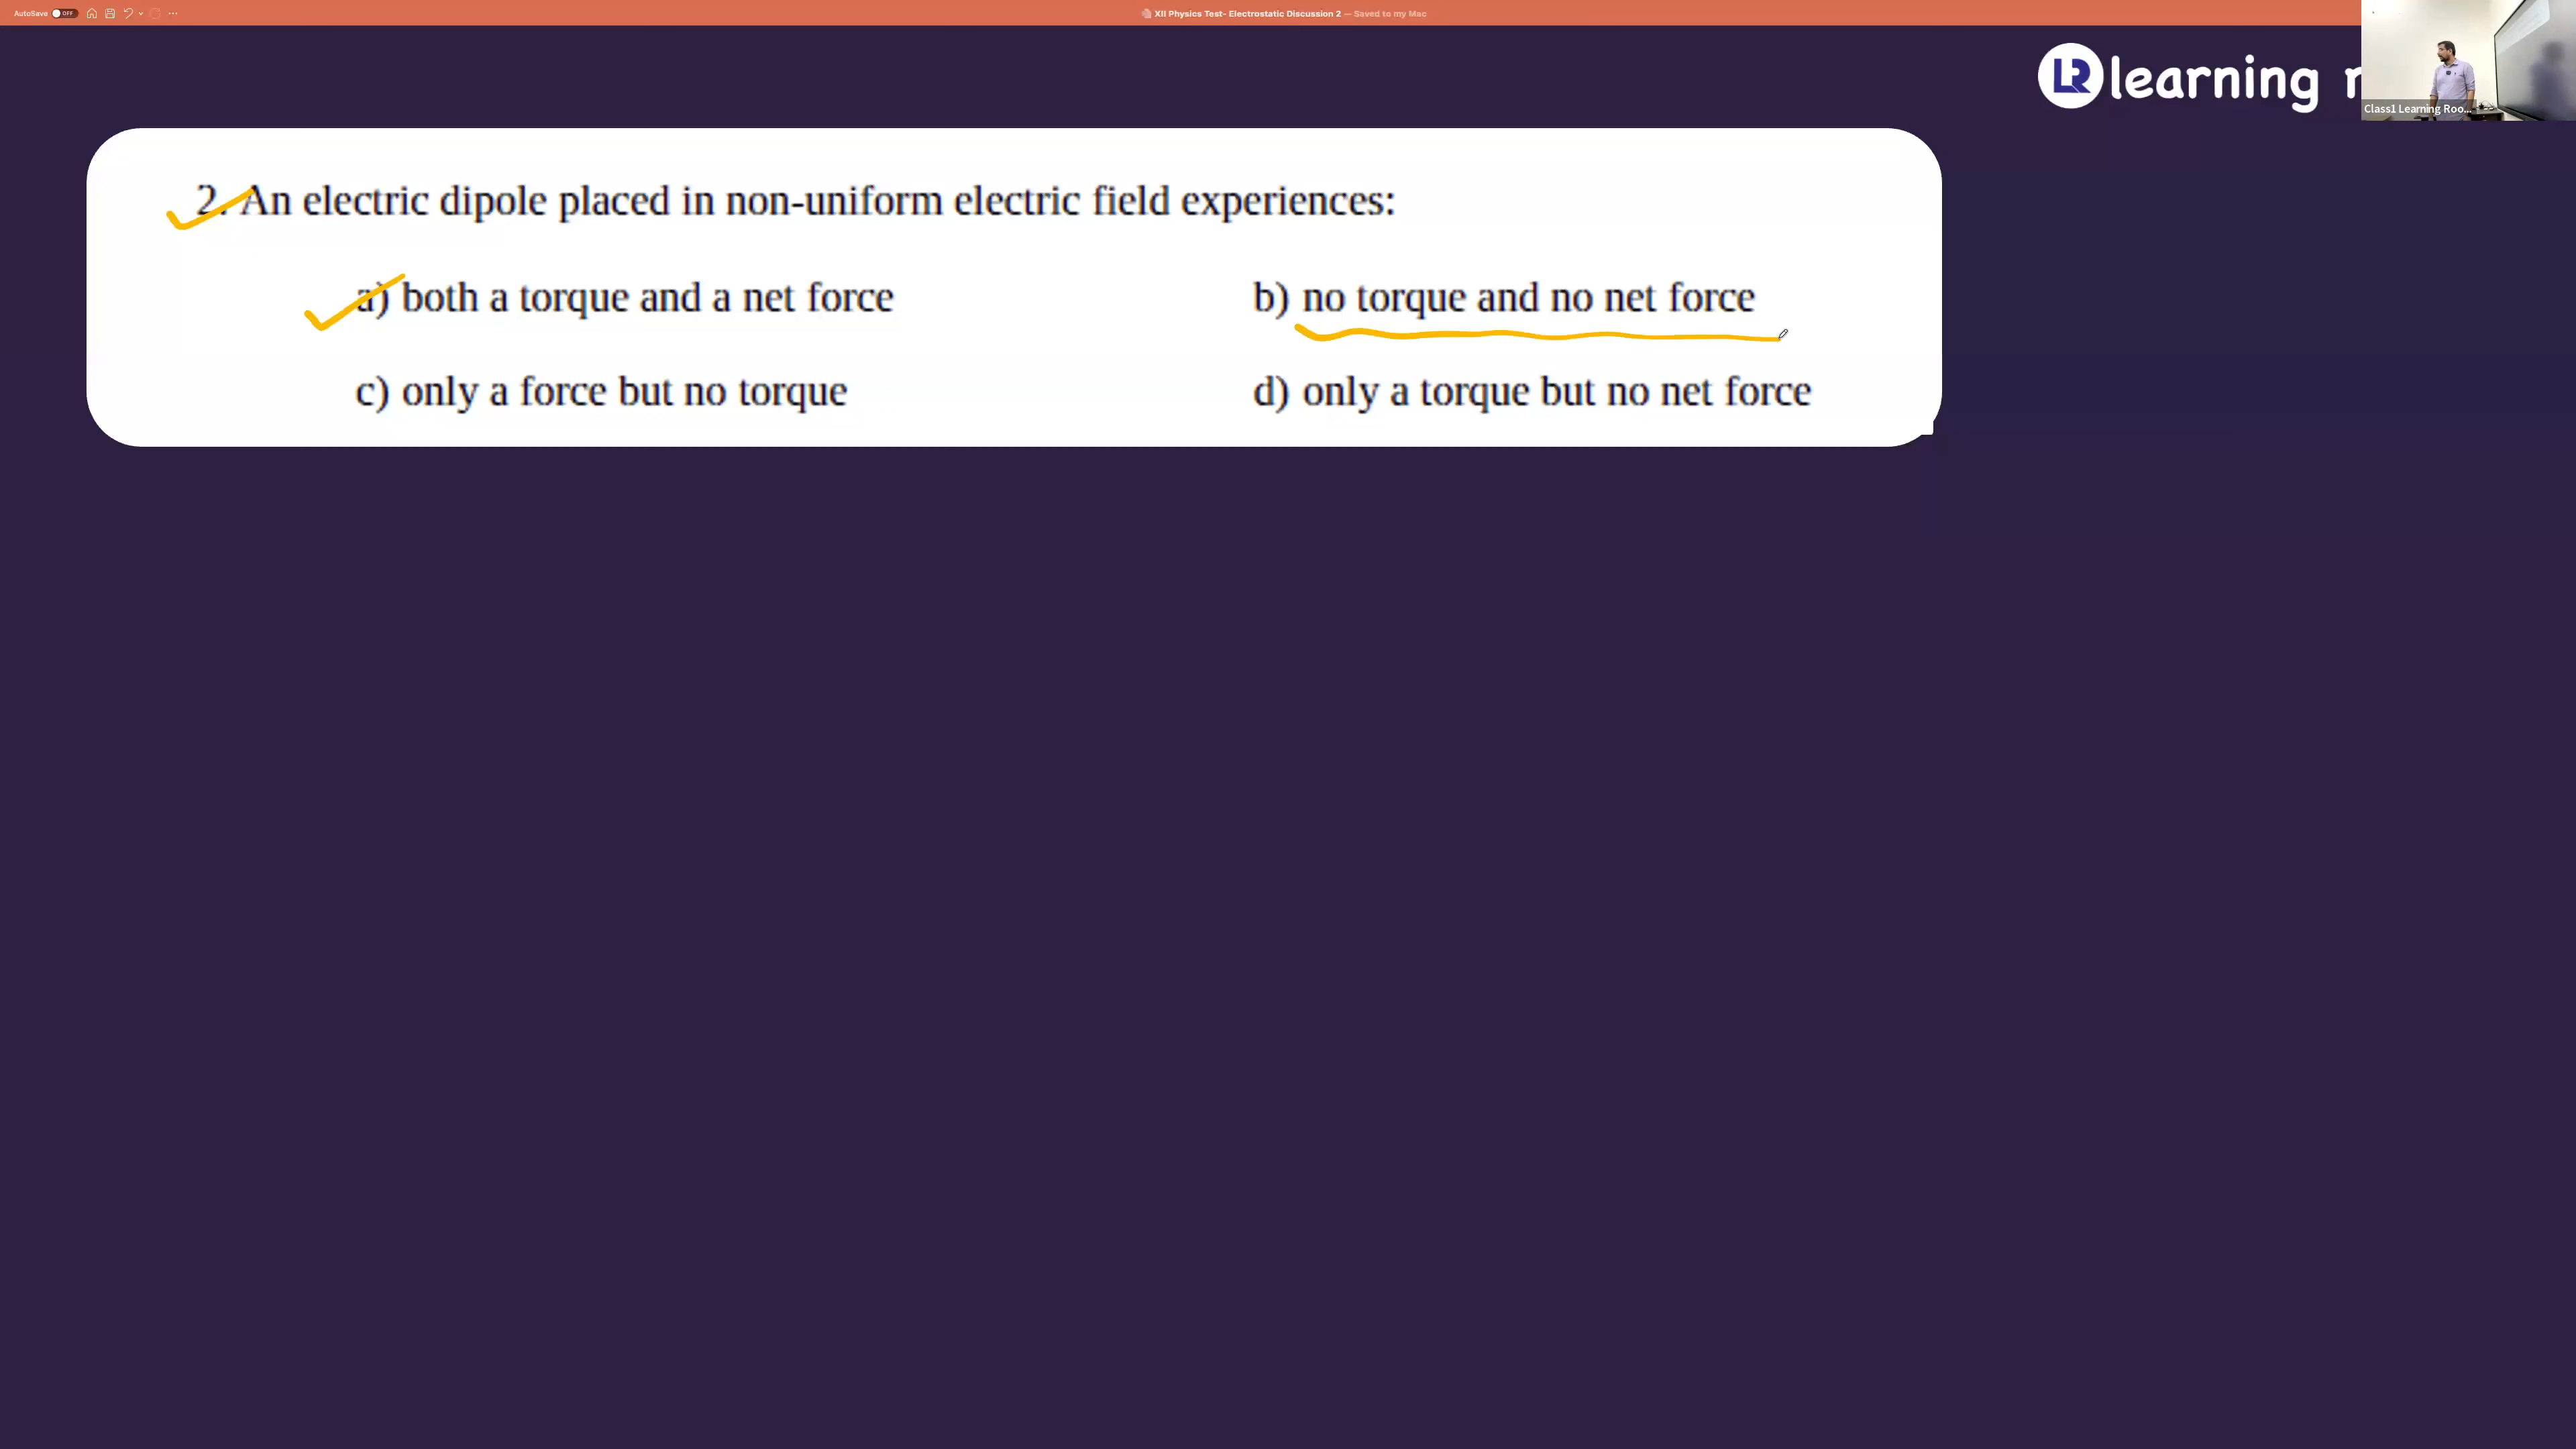 AutoSave OFF
XII Physics Test- Electrostatic Discussion 2 — Saved to my Mac
LR learning r
Class1 Learning Roo...
2. An electric dipole placed in non-uniform electric field experiences:
a) both a torque and a net force b) no torque and no net force
c) only a force but no torque d) only a torque but no net force